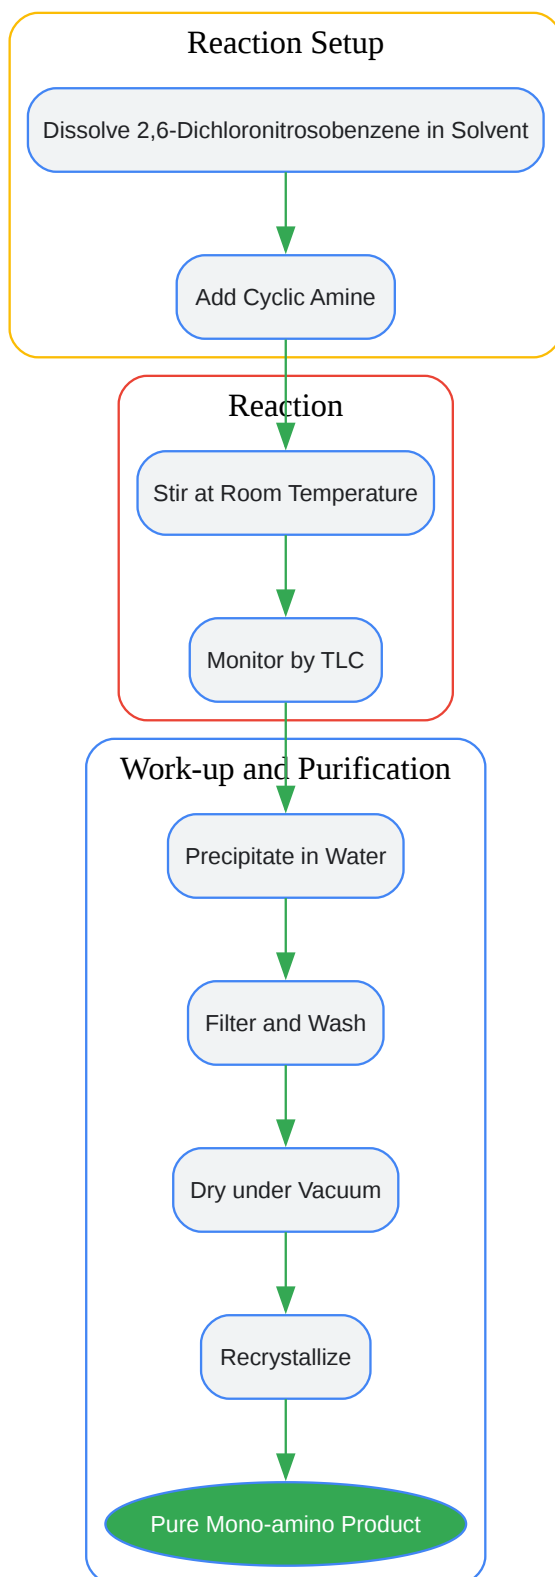 Reaction Setup
Dissolve 2,6-Dichloronitrosobenzene in Solvent
Add Cyclic Amine
Reaction
Stir at Room Temperature
Monitor by TLC
Work-up and Purification
Precipitate in Water
Filter and Wash
Dry under Vacuum
Recrystallize
Pure Mono-amino Product